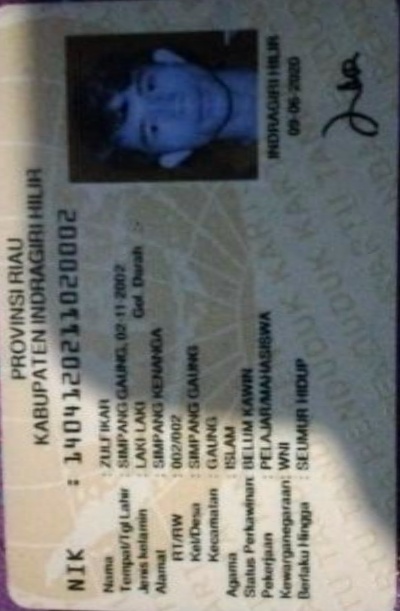 PROVINSI RIAU
KABUPATEN INDRAGIRI HILIR
NIK : 1404120211020002
Nama : ZULFIKAR
Tempat/Tgl Lahir : SIMPANG GAUNG, 02-11-2002
Jenis kelamin : LAKI-LAKI Gol. Darah : -
Alamat : SIMPANG KENANGA
RT/RW : 002/002
Kel/Desa : SIMPANG GAUNG
Kecamatan : GAUNG
Agama : ISLAM
Status Perkawinan: BELUM KAWIN
Pekerjaan : PELAJAR/MAHASISWA
Kewarganegaraan: WNI
Berlaku Hingga : SEUMUR HIDUP
INDRAGIRI HILIR
09-06-2020